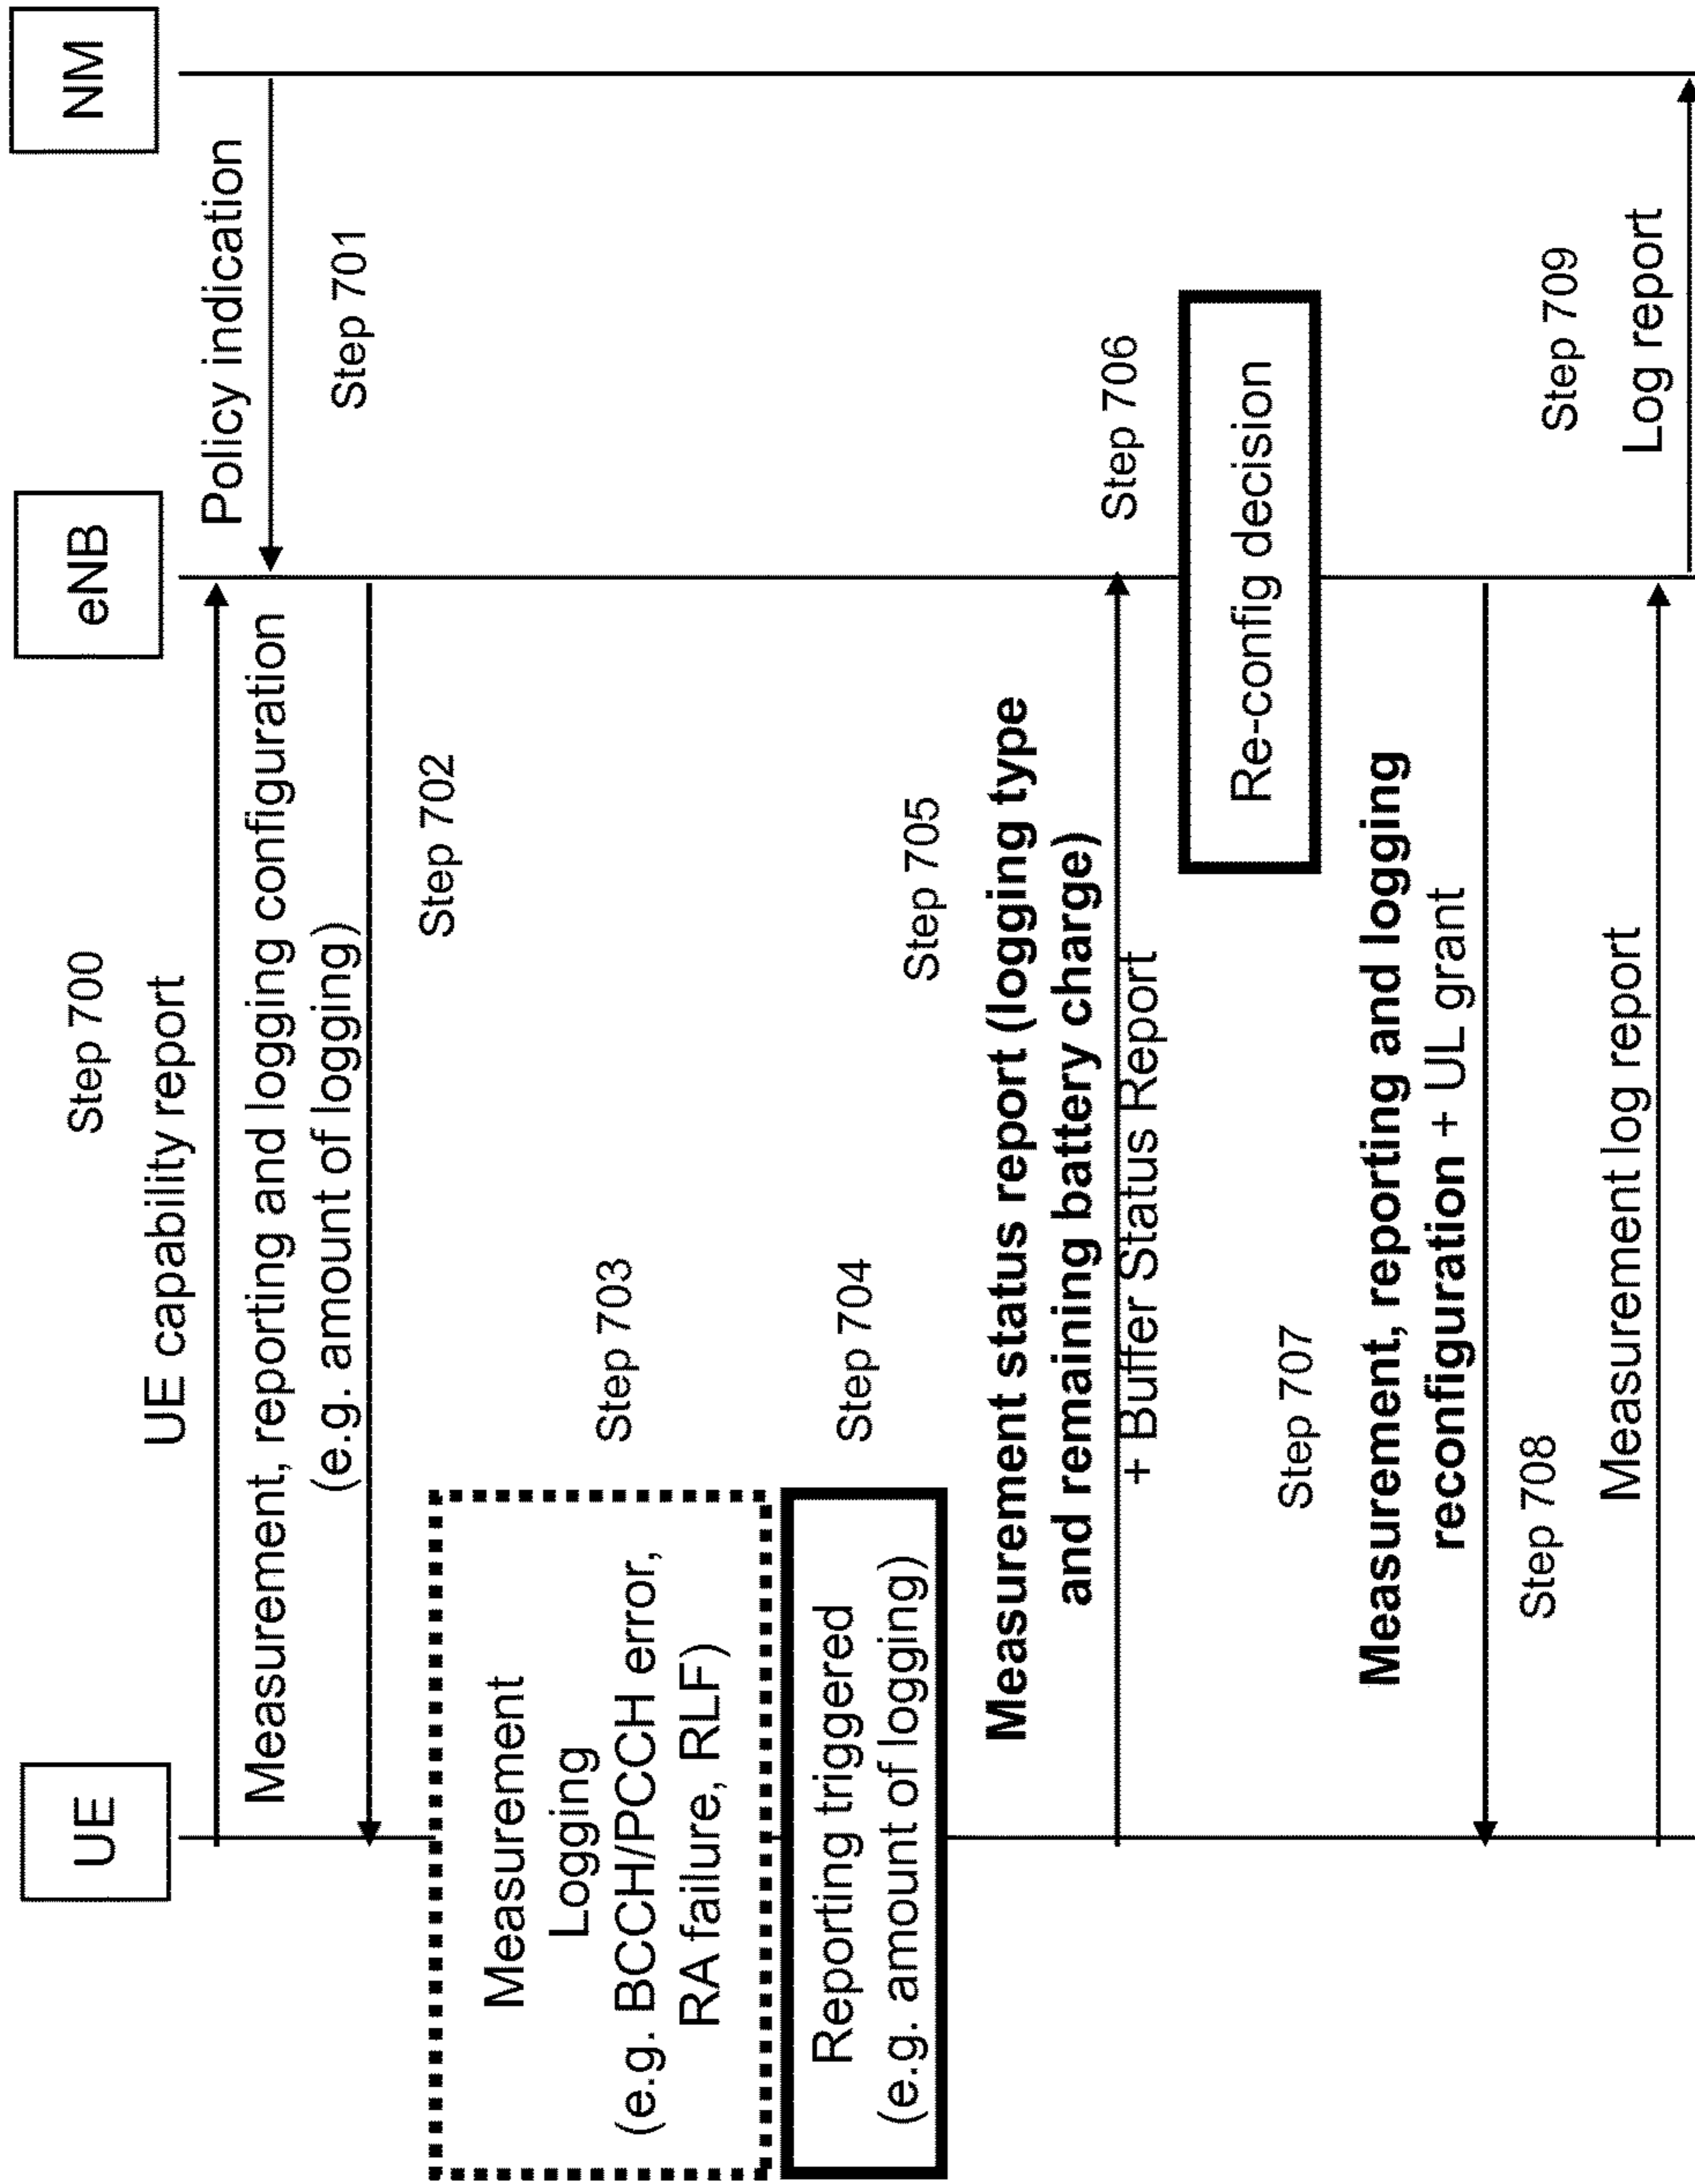 UE
eNB
NM
Step 700
UE capability report
Policy indication
Measurement, reporting and logging configuration
(e.g. amount of logging)
Step 701
Step 702
Measurement
Logging
(e.g. BCCH/PCCH error,
RA failure, RLF)
Step 703
Reporting triggered
(e.g. amount of logging)
Step 704
Step 705
Measurement status report (logging type
and remaining battery charge)
+ Buffer Status Report
Step 706
Re-config decision
Step 707
Measurement, reporting and logging
reconfiguration + UL grant
Step 708
Measurement log report
Step 709
Log report